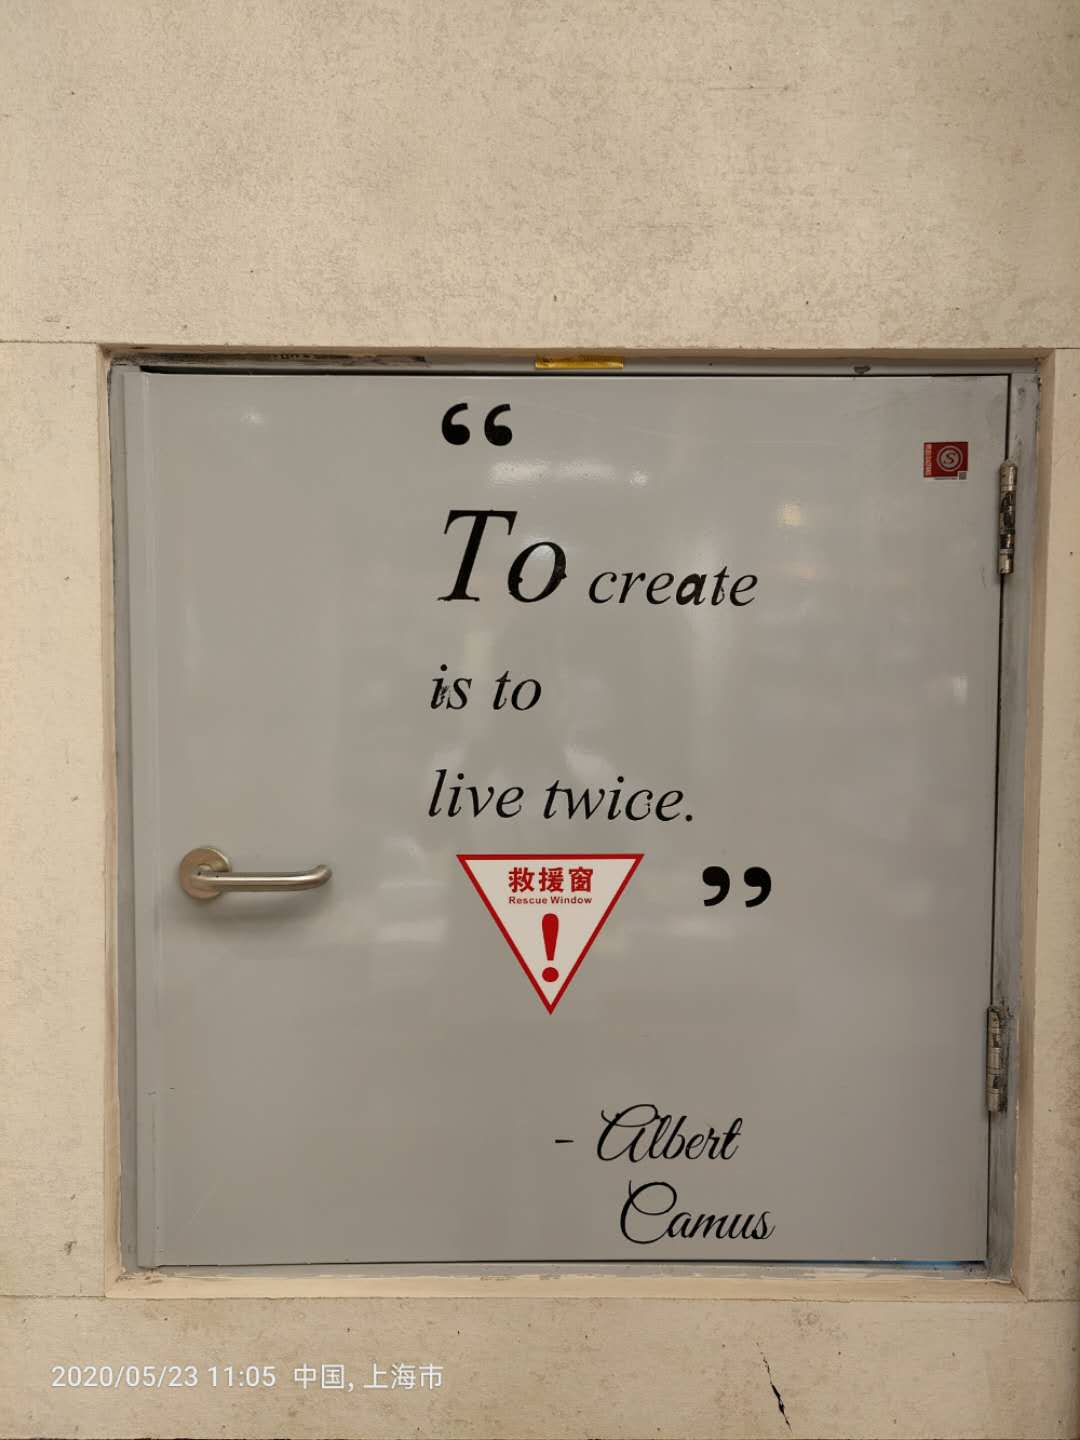 “
To create
is to
live twice.
”
救援窗
Rescue Window
!
- Albert
Camus
2020/05/23 11:05 中国, 上海市